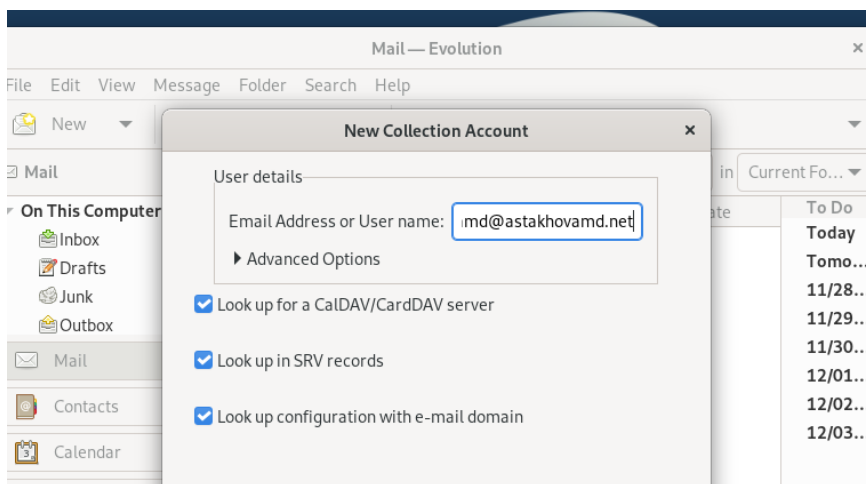 Mail — Evolution
File Edit View Message Folder Search Help
New
New Collection Account
Mail
User details
in Current Fo...
On This Computer
Email Address or User name: md@astakhovamd.net
To Do
Inbox
Today
Drafts
Advanced Options
Tomo...
Junk
Look up for a CalDAV/CardDAV server
11/28..
Outbox
11/29..
Mail
Look up in SRV records
11/30..
12/01..
Contacts
Look up configuration with e-mail domain
12/02..
Calendar
12/03..